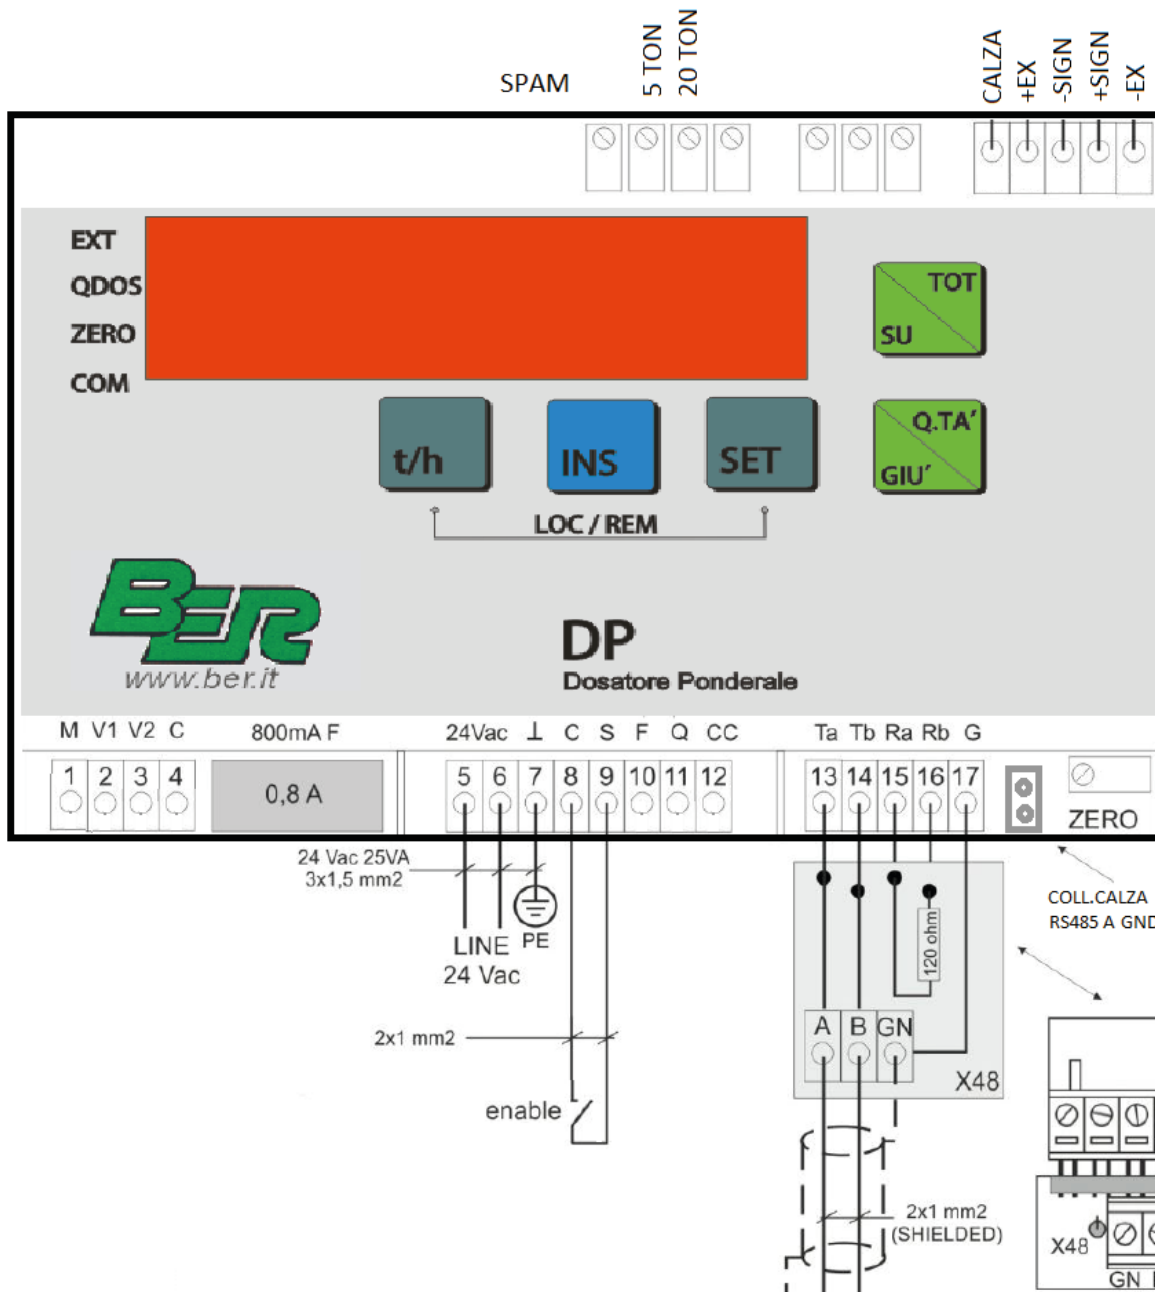 SPAM
5 TON
20 TON
CALZA
+EX
-SIGN
+SIGN
-EX
EXT
QDOS
ZERO
COM
TOT
SU
t/h
INS
SET
Q.TA´
GIU´
LOC / REM
BER
www.ber.it
DP
Dosatore Ponderale
M V1 V2 C
800mA F
24Vac ⊥ C S F Q CC
Ta Tb Ra Rb G
1 2 3 4
0,8 A
5 6 7 8 9 10 11 12
13 14 15 16 17
ZERO
24 Vac 25VA
3x1,5 mm2
LINE
24 Vac
PE
120 ohm
COLL.CALZA
RS485 A GND
2x1 mm2
A B GN
X48
enable
2x1 mm2
(SHIELDED)
X48
GN